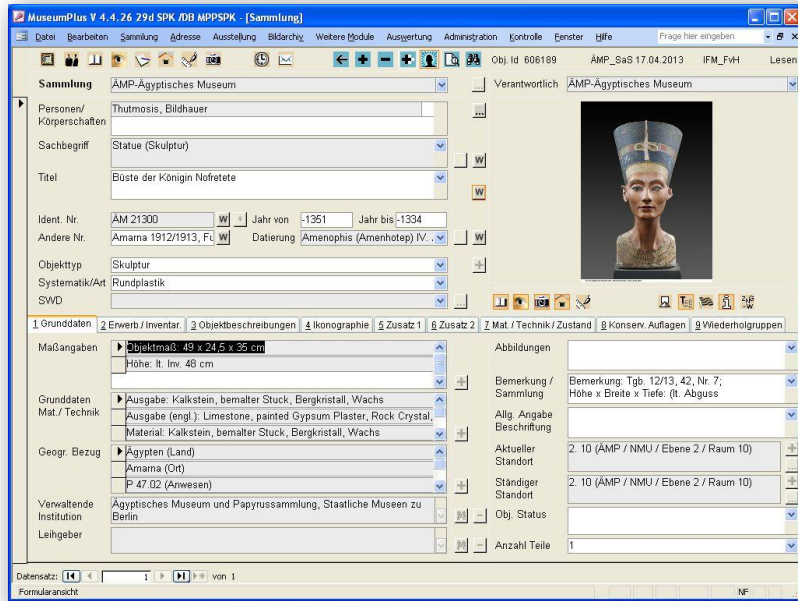 MuseumPlus V 4.4.26 29d SPK /DB MPPSPK - [Sammlung]
Datei Bearbeiten Sammlung Adresse Ausstellung Bildarchiv Weitere Module Auswertung Administration Kontrolle Fenster Hilfe Frage hier eingeben
Obj. Id 606189 ÄMP_SaS 17.04.2013 IFM_FvH Lesen
Sammlung ÄMP-Ägyptisches Museum ... Verantwortlich ÄMP-Ägyptisches Museum
Personen/ Thutmosis, Bildhauer ...
Körperschaften
Sachbegriff Statue (Skulptur)
W
Titel Büste der Königin Nofretete
W
Ident. Nr. ÄM 21300 W Jahr von -1351 Jahr bis -1334
Andere Nr. Amarna 1912/1913, Fu W Datierung Amenophis (Amenhotep) IV. W
Objekttyp Skulptur
Systematik/Art Rundplastik
SWD ...
1 Grunddaten 2 Erwerb./ Inventar. 3 Objektbeschreibungen 4 Ikonographie 5 Zusatz 1 6 Zusatz 2 7 Mat. / Technik / Zustand 8 Konserv. Auflagen 9 Wiederholgruppen
Maßangaben Objektmaß: 49 x 24,5 x 35 cm
Höhe: lt. Inv. 48 cm
Abbildungen
Bemerkung / Bemerkung: Tgb. 12/13, 42, Nr. 7;
Sammlung Höhe x Breite x Tiefe: (lt. Abguss
Grunddaten Ausgabe: Kalkstein, bemalter Stuck, Bergkristall, Wachs
Mat./ Technik Ausgabe (engl.): Limestone, painted Gypsum Plaster, Rock Crystal,
Material: Kalkstein, bemalter Stuck, Bergkristall, Wachs
Allg. Angabe
Beschriftung
Geogr. Bezug Ägypten (Land)
Amarna (Ort)
P 47.02 (Anwesen)
Aktueller 2. 10 (ÄMP / NMU / Ebene 2 / Raum 10)
Standort
Ständiger 2. 10 (ÄMP / NMU / Ebene 2 / Raum 10)
Standort
Verwaltende Ägyptisches Museum und Papyrussammlung, Staatliche Museen zu
Institution Berlin
Obj. Status
Leihgeber
Anzahl Teile 1
Datensatz: 1 von 1
Formularansicht NF